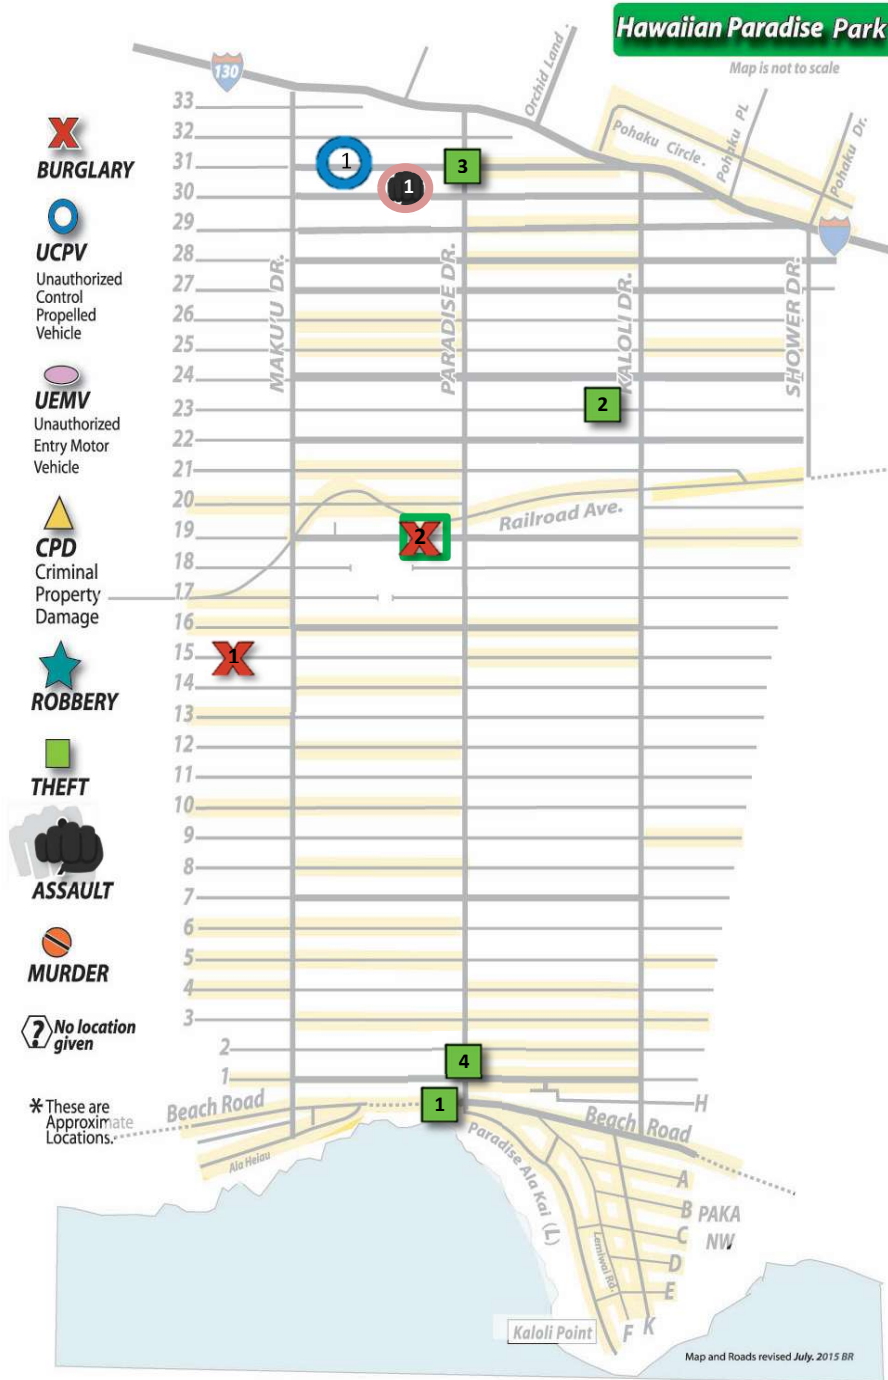 Hawaiian Paradise Park
Map is not to scale
130
Orchid Land .
Pohaku Circle.
Pohaku PL
Pohaku Dr.
BURGLARY
UCPV
Unauthorized
Control
Propelled
Vehicle
UEMV
Unauthorized
Entry Motor
Vehicle
CPD
Criminal
Property
Damage
ROBBERY
THEFT
ASSAULT
MURDER
? No location
given
* These are
Approximate
Locations.
33
32
31
1
3
30
1
29
28
27
26
25
24
23
2
22
21
20
19
2
18
17
16
15
1
14
13
12
11
10
9
8
7
6
5
4
3
2
4
1
1
MAKU'U DR.
PARADISE DR.
KALOLI DR.
SHOWER DR.
Railroad Ave.
Beach Road
Beach Road
H
Ala Heiau
Paradise Ala Kai (L)
Lemiwai Rd.
A
B
C
D
E
F
K
PAKA
NW
Kaloli Point
Map and Roads revised July. 2015 BR